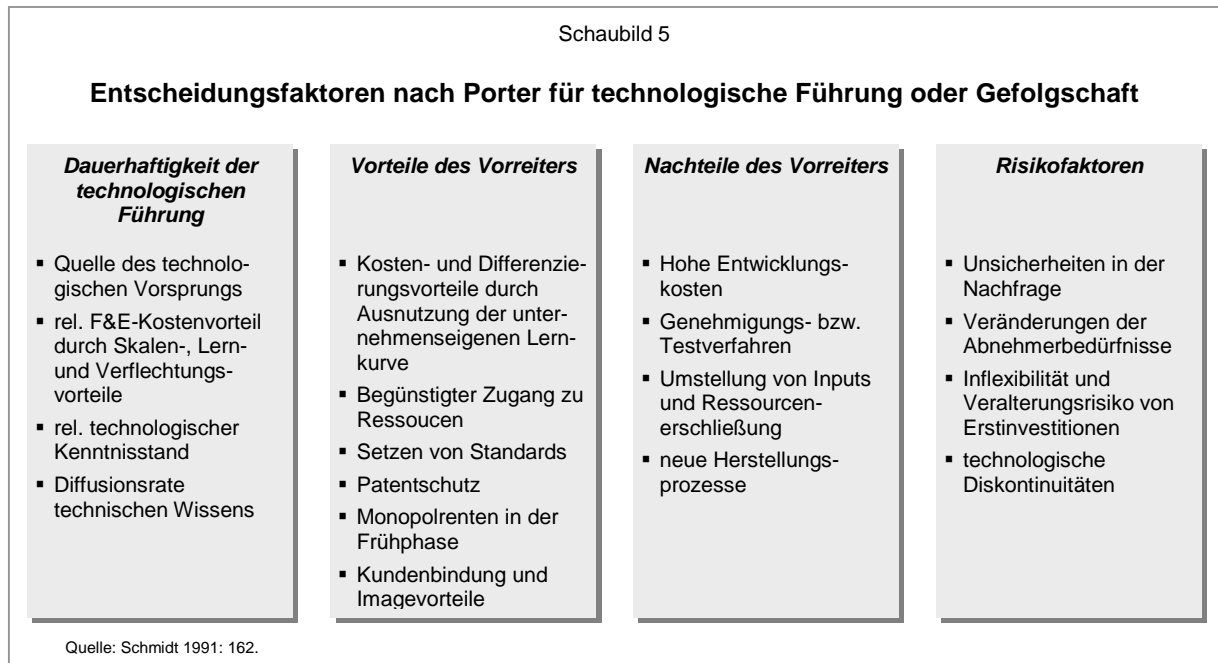 Schaubild 5
Entscheidungsfaktoren nach Porter für technologische Führung oder Gefolgschaft
Dauerhaftigkeit der
technologischen
Führung
▪ Quelle des technolo-
gischen Vorsprungs
▪ rel. F&E-Kostenvorteil
durch Skalen-, Lern-
und Verflechtungs-
vorteile
▪ rel. technologischer
Kenntnisstand
▪ Diffusionsrate
technischen Wissens
Vorteile des Vorreiters
▪ Kosten- und Differenzie-
rungsvorteile durch
Ausnutzung der unter-
nehmenseigenen Lern-
kurve
▪ Begünstigter Zugang zu
Ressoucen
▪ Setzen von Standards
▪ Patentschutz
▪ Monopolrenten in der
Frühphase
▪ Kundenbindung und
Imagevorteile
Nachteile des Vorreiters
▪ Hohe Entwicklungs-
kosten
▪ Genehmigungs- bzw.
Testverfahren
▪ Umstellung von Inputs
und Ressourcen-
erschließung
▪ neue Herstellungs-
prozesse
Risikofaktoren
▪ Unsicherheiten in der
Nachfrage
▪ Veränderungen der
Abnehmerbedürfnisse
▪ Inflexibilität und
Veralterungsrisiko von
Erstinvestitionen
▪ technologische
Diskontinuitäten
Quelle: Schmidt 1991: 162.